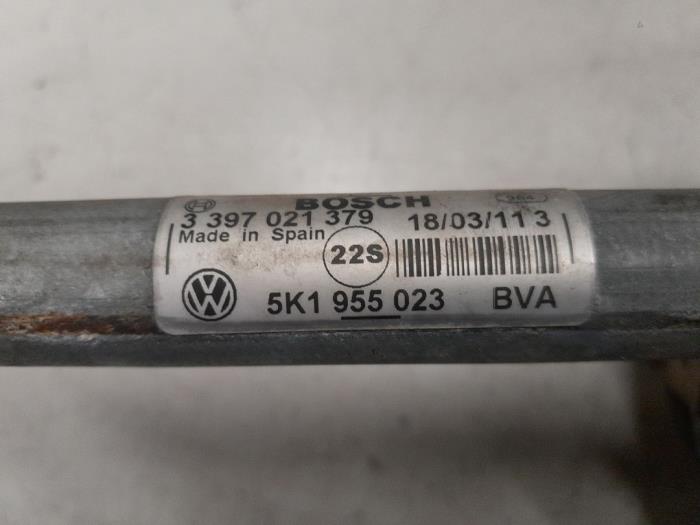 BOSCH
3 397 021 379 18/03/11 3
Made in Spain
22S
5K1 955 023 BVA